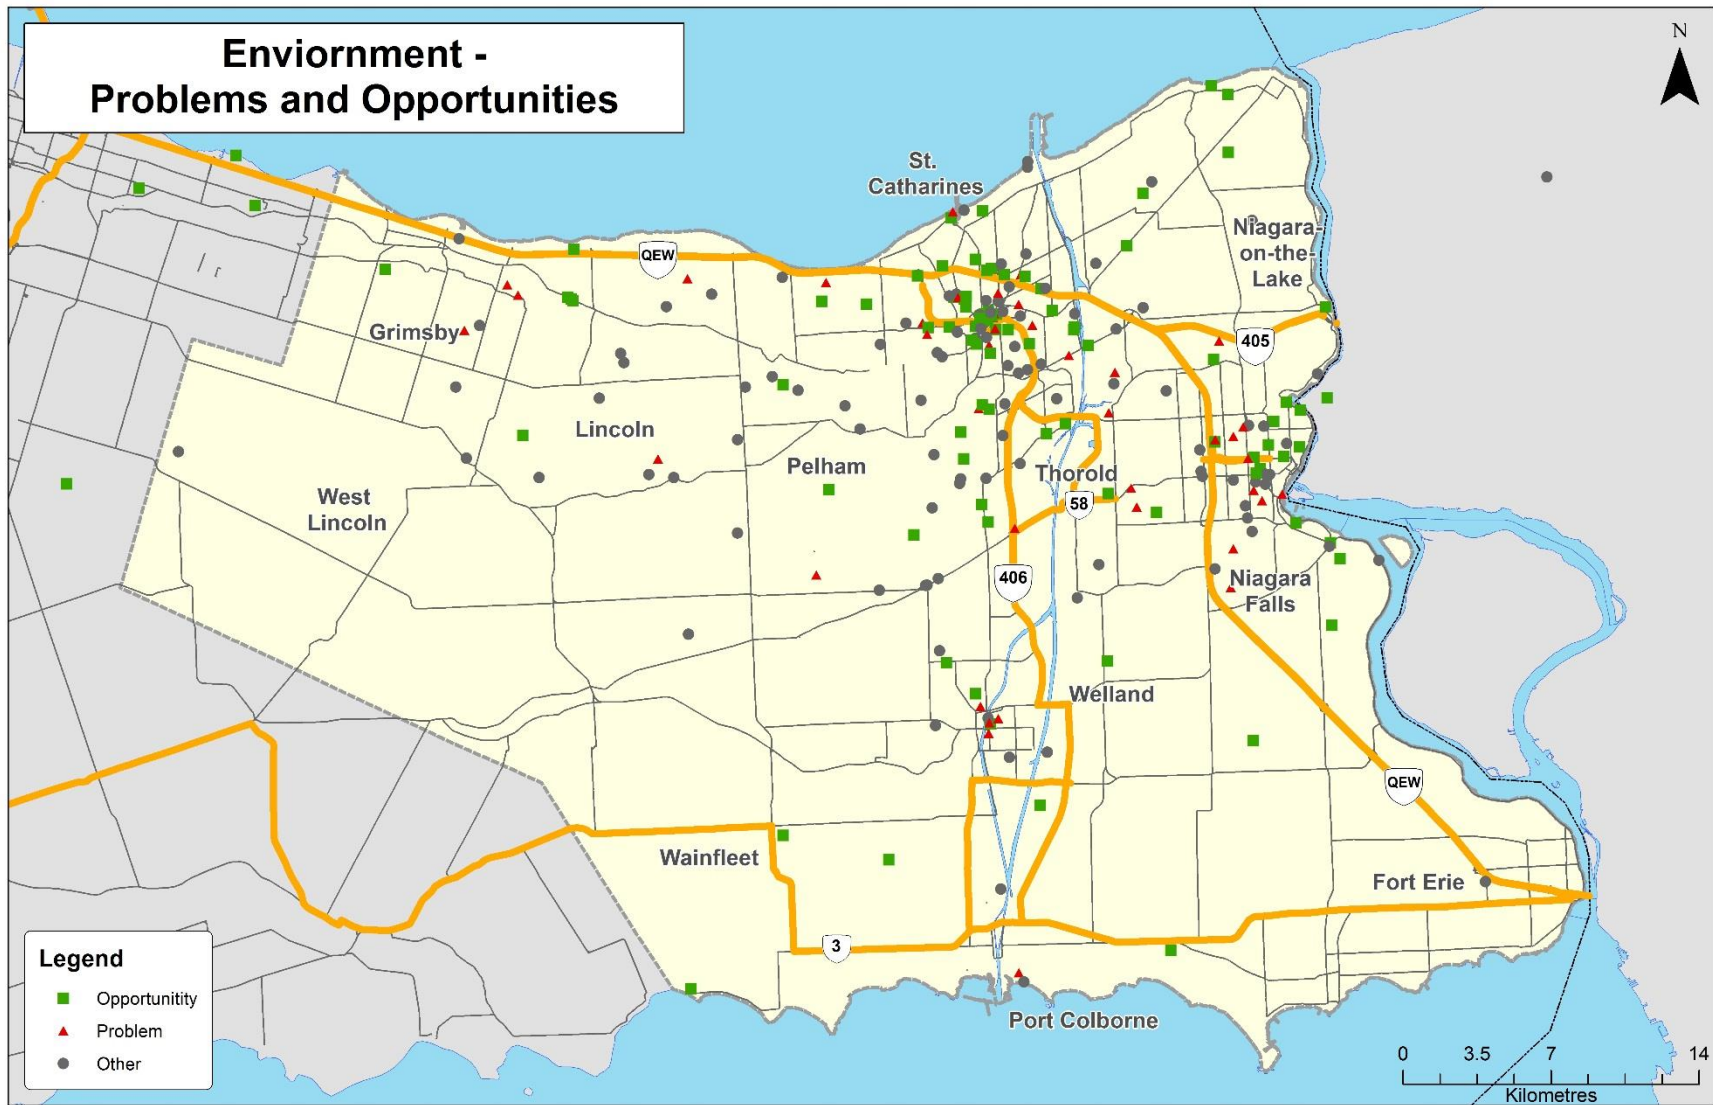 Enviornment -
Problems and Opportunities
N
St.
Catharines
Niagara-
on-the-
Lake
QEW
Grimsby
405
Lincoln
Pelham
Thorold
West
Lincoln
58
406
Niagara
Falls
Welland
QEW
Wainfleet
Fort Erie
3
Port Colborne
Legend
Opportunitity
Problem
Other
0 3.5 7 14
Kilometres